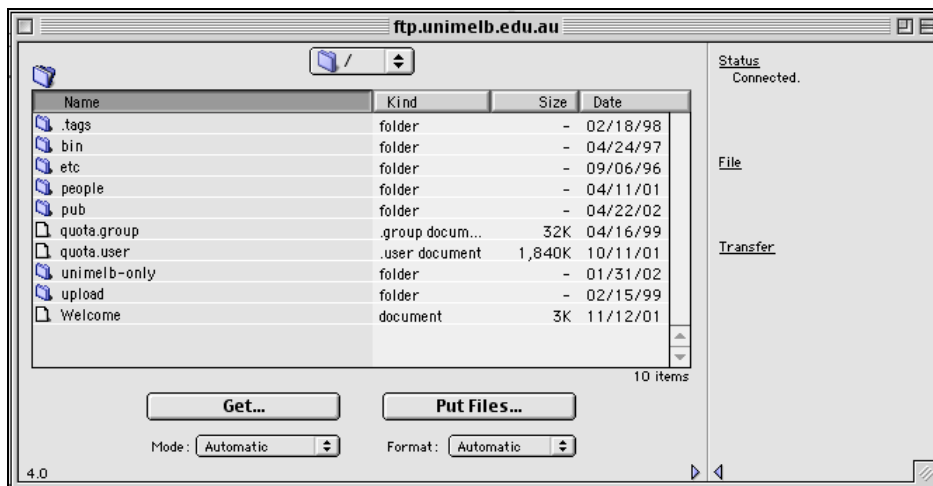 ftp.unimelb.edu.au
/
Name Kind Size Date
.tags folder - 02/18/98
bin folder - 04/24/97
etc folder - 09/06/96
people folder - 04/11/01
pub folder - 04/22/02
quota.group .group docum... 32K 04/16/99
quota.user .user document 1,840K 10/11/01
unimelb-only folder - 01/31/02
upload folder - 02/15/99
Welcome document 3K 11/12/01
10 items
Get... Put Files...
Mode: Automatic Format: Automatic
4.0
Status
Connected.
File
Transfer